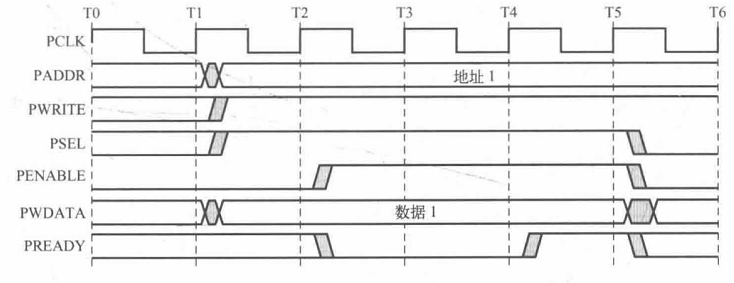 T0 T1 T2 T3 T4 T5 T6
PCLK
PADDR 地址 1
PWRITE
PSEL
PENABLE
PWDATA 数据 1
PREADY